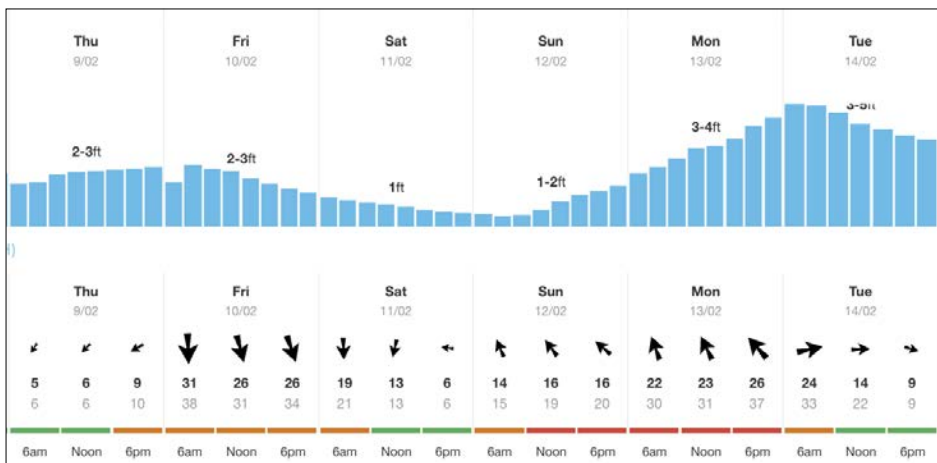 Thu Fri Sat Sun Mon Tue
9/02 10/02 11/02 12/02 13/02 14/02
3-5ft
3-4ft
2-3ft 2-3ft
1ft 1-2ft
Thu Fri Sat Sun Mon Tue
9/02 10/02 11/02 12/02 13/02 14/02
5 6 9 31 26 26 19 13 6 14 16 16 22 23 26 24 14 9
6 6 10 38 31 34 21 13 6 15 19 20 30 31 37 33 22 9
6am Noon 6pm 6am Noon 6pm 6am Noon 6pm 6am Noon 6pm 6am Noon 6pm 6am Noon 6pm